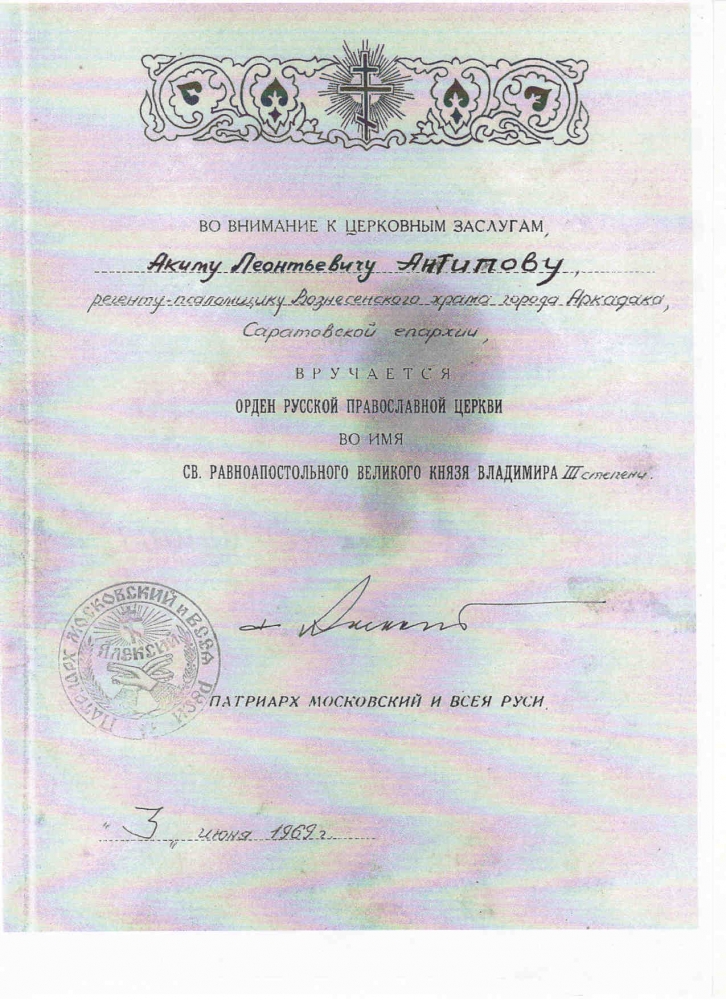 ВО ВНИМАНИЕ К ЦЕРКОВНЫМ ЗАСЛУГАМ,
Акиму Леонтьевичу Антипову,
регенту-псаломщику Вознесенского храма города Аркадака,
Саратовской епархии,
ВРУЧАЕТСЯ
ОРДЕН РУССКОЙ ПРАВОСЛАВНОЙ ЦЕРКВИ
ВО ИМЯ
СВ. РАВНОАПОСТОЛЬНОГО ВЕЛИКОГО КНЯЗЯ ВЛАДИМИРА III степени.
ПАТРИАРХ МОСКОВСКИЙ И ВСЕЯ РУСИ
АЛЕКСИЙ
ПАТРИАРХ МОСКОВСКИЙ И ВСЕЯ РУСИ
"3" июня 1969 г.